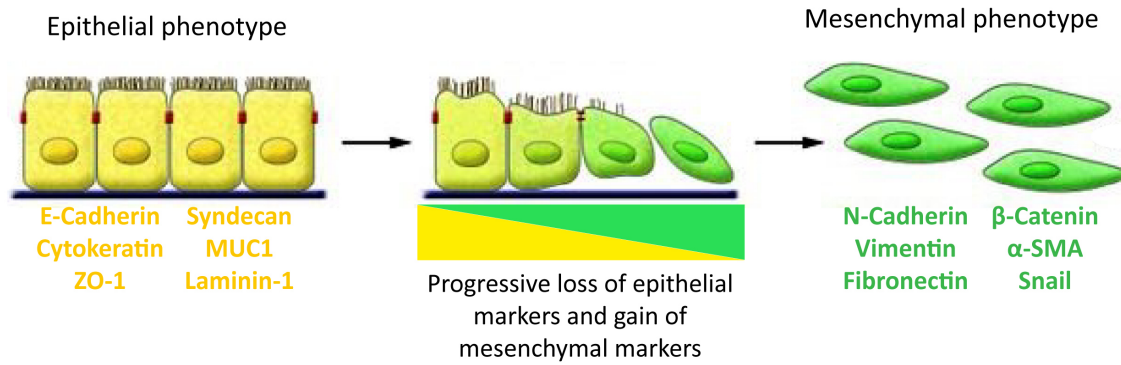 Epithelial phenotype
Mesenchymal phenotype
E-Cadherin Syndecan
Cytokeratin MUC1
ZO-1 Laminin-1
Progressive loss of epithelial
markers and gain of
mesenchymal markers
N-Cadherin β-Catenin
Vimentin α-SMA
Fibronectin Snail